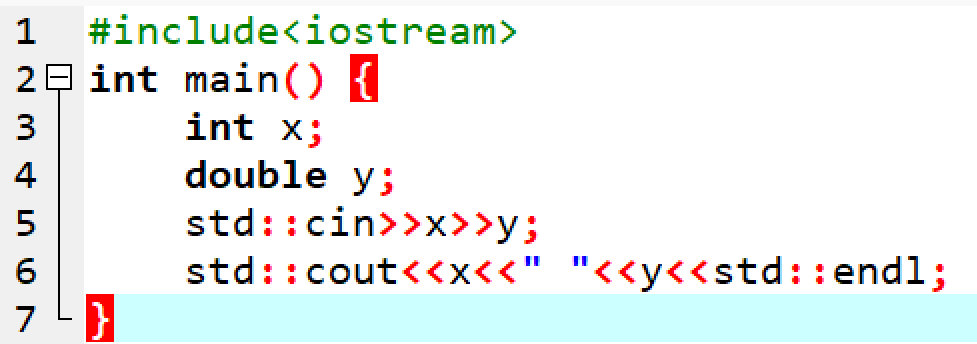 1 #include<iostream>
2 int main() {
3 int x;
4 double y;
5 std::cin>>x>>y;
6 std::cout<<x<<" "<<y<<std::endl;
7 }